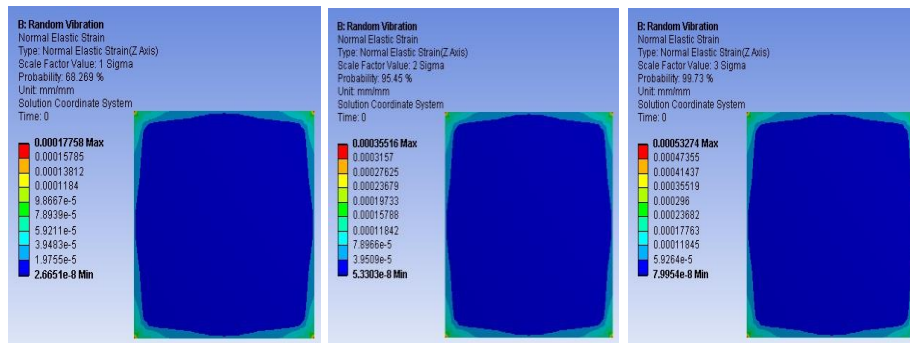 B: Random Vibration
Normal Elastic Strain
Type: Normal Elastic Strain(Z Axis)
Scale Factor Value: 1 Sigma
Probability: 68.269 %
Unit: mm/mm
Solution Coordinate System
Time: 0
0.00017758 Max
0.00015785
0.00013812
0.0001184
9.8667e-5
7.8939e-5
5.9211e-5
3.9483e-5
1.9755e-5
2.6651e-8 Min
B: Random Vibration
Normal Elastic Strain
Type: Normal Elastic Strain(Z Axis)
Scale Factor Value: 2 Sigma
Probability: 95.45 %
Unit: mm/mm
Solution Coordinate System
Time: 0
0.00035516 Max
0.0003157
0.00027625
0.00023679
0.00019733
0.00015788
0.00011842
7.8966e-5
3.9509e-5
5.3303e-8 Min
B: Random Vibration
Normal Elastic Strain
Type: Normal Elastic Strain(Z Axis)
Scale Factor Value: 3 Sigma
Probability: 99.73 %
Unit: mm/mm
Solution Coordinate System
Time: 0
0.00053274 Max
0.00047355
0.00041437
0.00035519
0.000296
0.00023682
0.00017763
0.00011845
5.9264e-5
7.9954e-8 Min